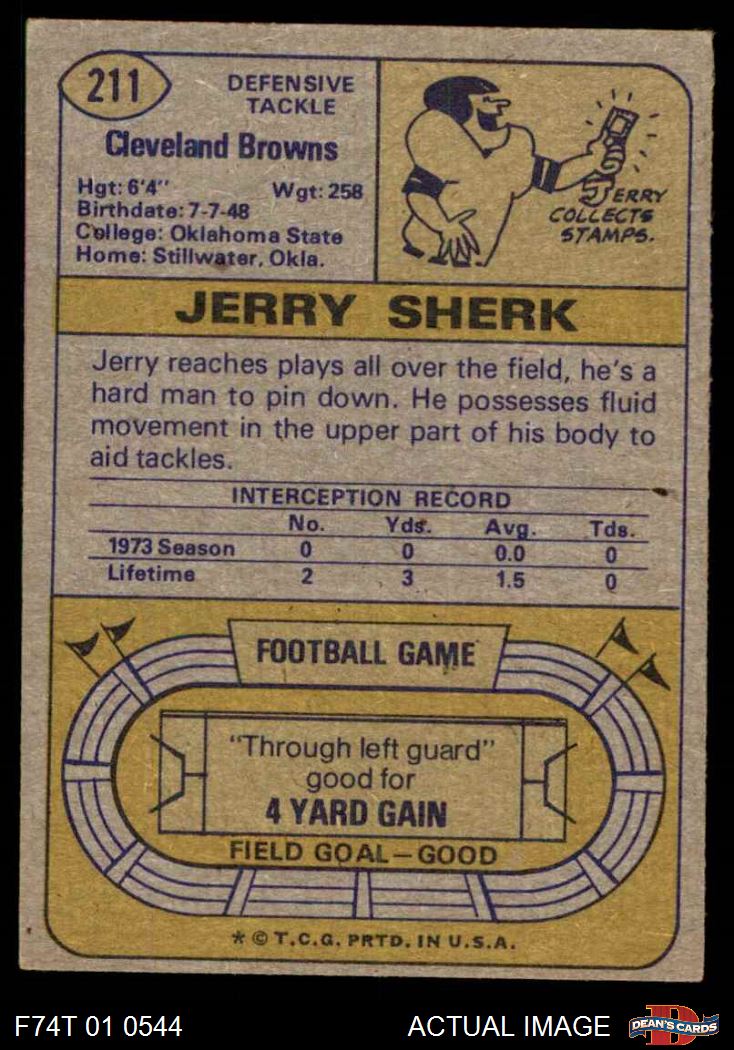 211
DEFENSIVE
TACKLE
Cleveland Browns
Hgt: 6'4" Wgt: 258
Birthdate: 7-7-48
College: Oklahoma State
Home: Stillwater, Okla.
JERRY
COLLECTS
STAMPS.
JERRY SHERK
Jerry reaches plays all over the field, he's a
hard man to pin down. He possesses fluid
movement in the upper part of his body to
aid tackles.
INTERCEPTION RECORD
No. Yds. Avg. Tds.
1973 Season 0 0 0.0 0
Lifetime 2 3 1.5 0
FOOTBALL GAME
"Through left guard"
good for
4 YARD GAIN
FIELD GOAL—GOOD
* © T.C.G. PRTD. IN U.S.A.
F74T 01 0544 ACTUAL IMAGE
D
DEAN'S CARDS